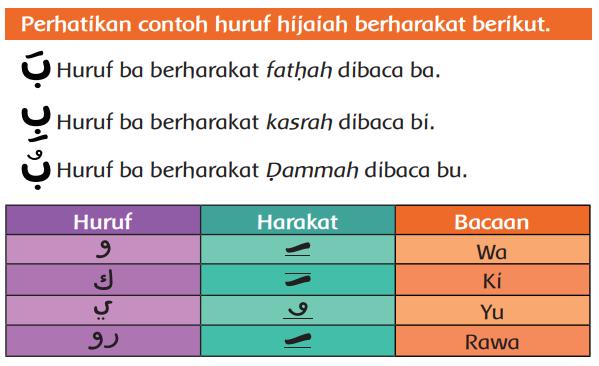 Perhatikan contoh huruf hijaiah berharakat berikut.
بَ Huruf ba berharakat fatḥah dibaca ba.
بِ Huruf ba berharakat kasrah dibaca bi.
بُ Huruf ba berharakat Ḍammah dibaca bu.
Huruf Harakat Bacaan
و ـَ Wa
ك ـِ Ki
ي ـُ Yu
رو ـَ Rawa